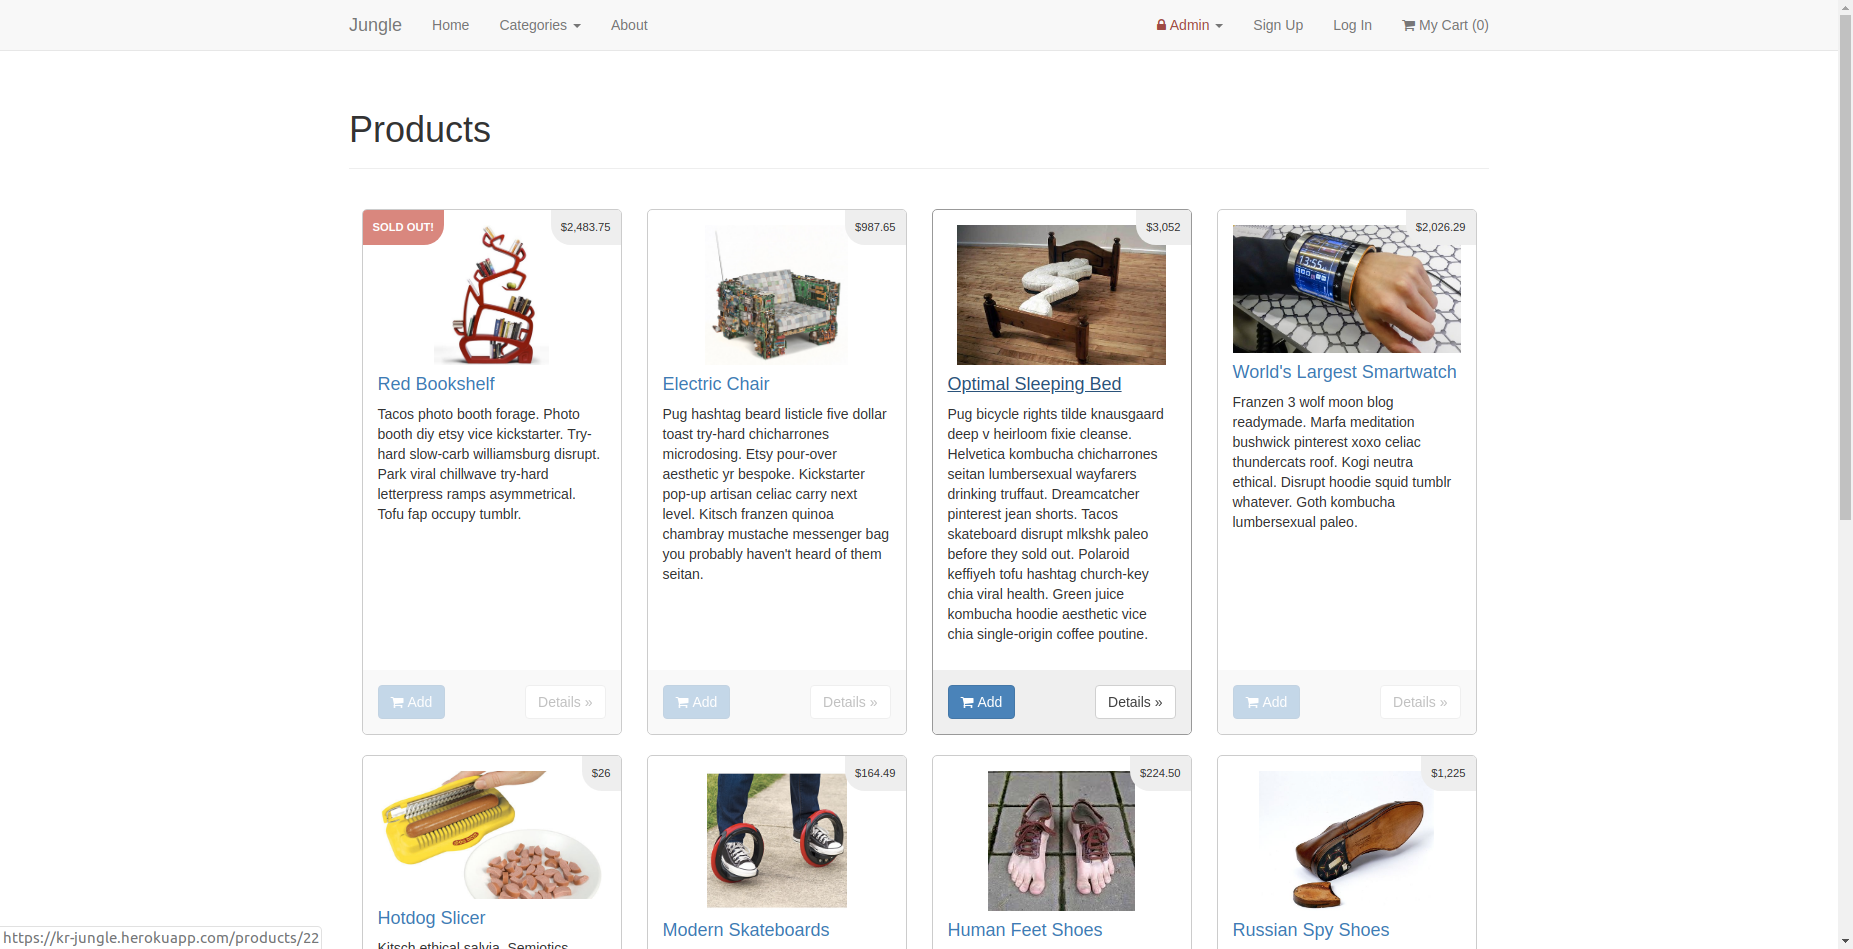 Jungle Home Categories About Admin Sign Up Log In My Cart (0)
Products
SOLD OUT! $2,483.75
Red Bookshelf
Tacos photo booth forage. Photo
booth diy etsy vice kickstarter. Try-
hard slow-carb williamsburg disrupt.
Park viral chillwave try-hard
letterpress ramps asymmetrical.
Tofu fap occupy tumblr.
Add Details »
$987.65
Electric Chair
Pug hashtag beard listicle five dollar
toast try-hard chicharrones
microdosing. Etsy pour-over
aesthetic yr bespoke. Kickstarter
pop-up artisan celiac carry next
level. Kitsch franzen quinoa
chambray mustache messenger bag
you probably haven't heard of them
seitan.
Add Details »
$3,052
Optimal Sleeping Bed
Pug bicycle rights tilde knausgaard
deep v heirloom fixie cleanse.
Helvetica kombucha chicharrones
seitan lumbersexual wayfarers
drinking truffaut. Dreamcatcher
pinterest jean shorts. Tacos
skateboard disrupt mlkshk paleo
before they sold out. Polaroid
keffiyeh tofu hashtag church-key
chia viral health. Green juice
kombucha hoodie aesthetic vice
chia single-origin coffee poutine.
Add Details »
$2,026.29
13:55
World's Largest Smartwatch
Franzen 3 wolf moon blog
readymade. Marfa meditation
bushwick pinterest xoxo celiac
thundercats roof. Kogi neutra
ethical. Disrupt hoodie squid tumblr
whatever. Goth kombucha
lumbersexual paleo.
Add Details »
$26
Hotdog Slicer
Kitsch ethical salvia. Semiotics
$164.49
Modern Skateboards
$224.50
Human Feet Shoes
$1,225
Russian Spy Shoes
https://kr-jungle.herokuapp.com/products/22